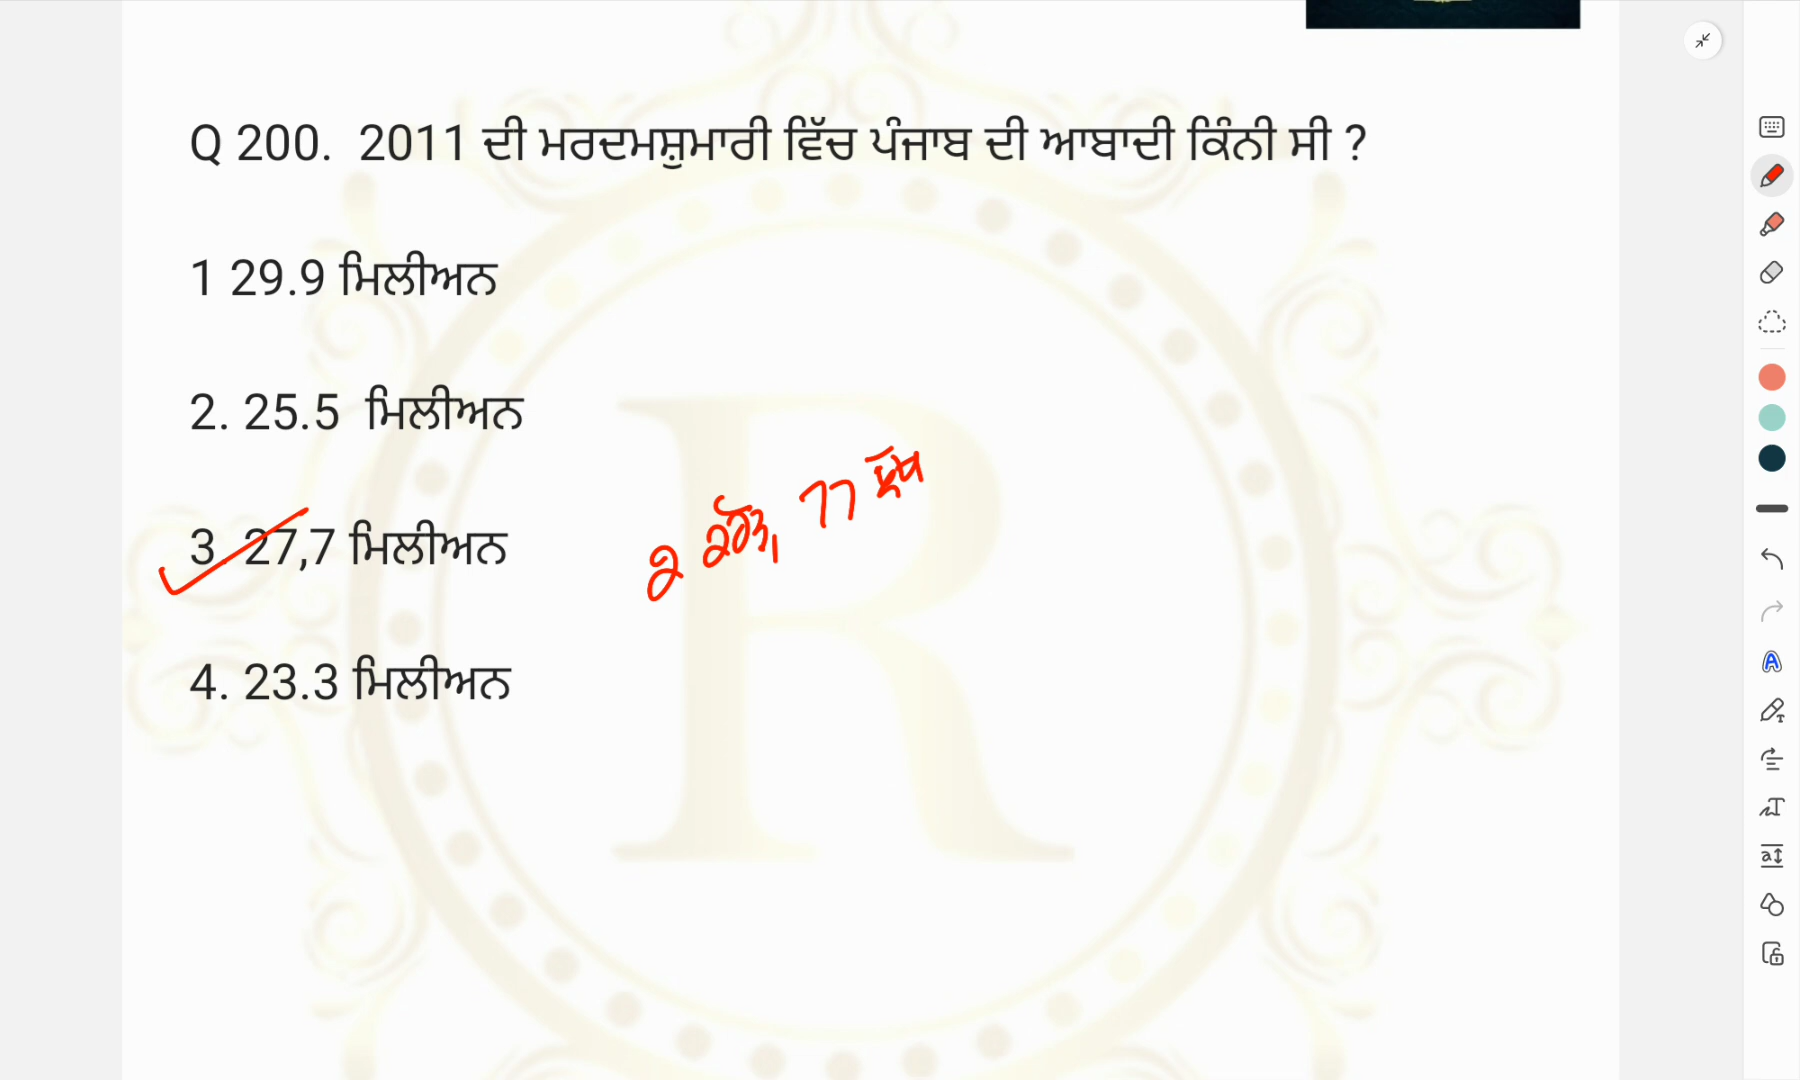 Q 200. 2011 ਦੀ ਮਰਦਮਸ਼ੁਮਾਰੀ ਵਿੱਚ ਪੰਜਾਬ ਦੀ ਆਬਾਦੀ ਕਿੰਨੀ ਸੀ ?
1 29.9 ਮਿਲੀਅਨ
2. 25.5 ਮਿਲੀਅਨ
3. 27,7 ਮਿਲੀਅਨ
2 ਕਰੋੜ, 77 ਲੱਖ
4. 23.3 ਮਿਲੀਅਨ
R